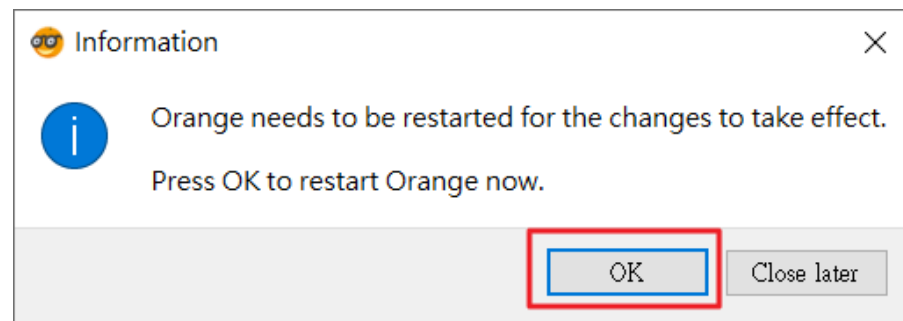 Information
Orange needs to be restarted for the changes to take effect.
Press OK to restart Orange now.
OK
Close later